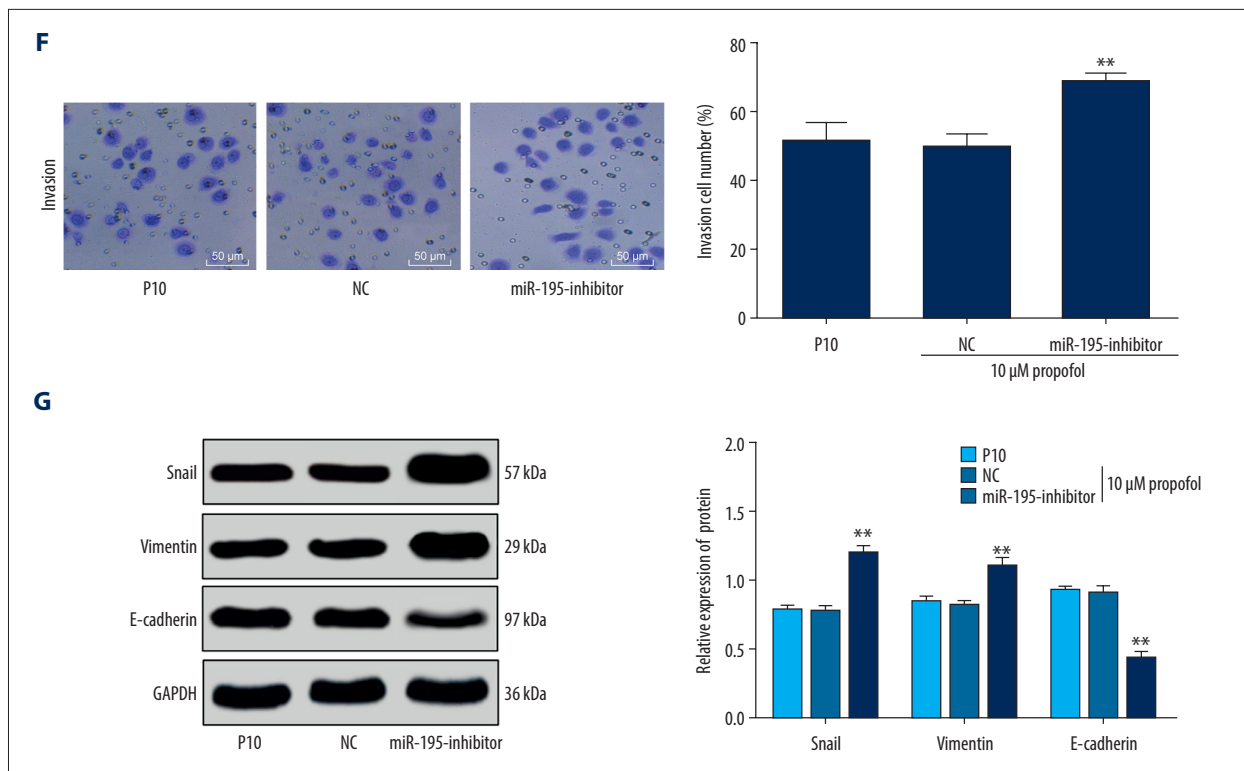 F
Invasion
50 µm
50 µm
50 µm
P10
NC
miR-195-inhibitor
Invasion cell number (%)
80
60
40
20
0
**
P10
NC
miR-195-inhibitor
10 µM propofol
G
Snail
57 kDa
Vimentin
29 kDa
E-cadherin
97 kDa
GAPDH
36 kDa
P10
NC
miR-195-inhibitor
Relative expression of protein
2.0
1.5
1.0
0.5
0.0
P10
NC
miR-195-inhibitor
10 µM propofol
**
**
**
Snail
Vimentin
E-cadherin